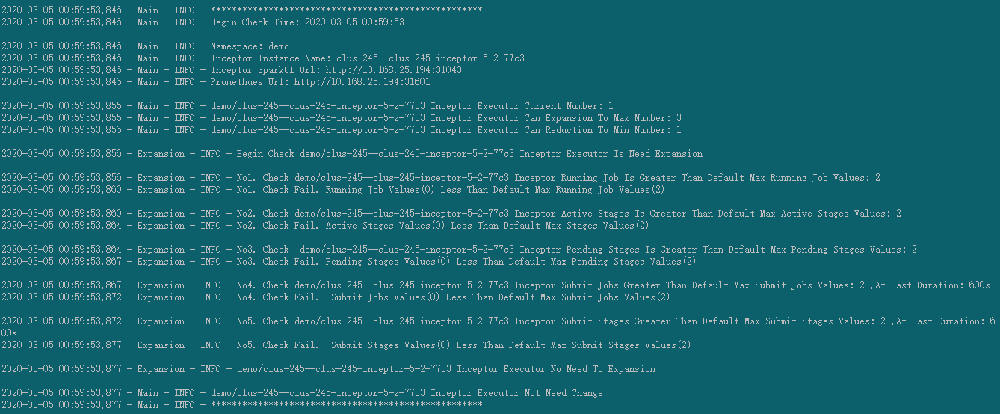 2020-03-05 00:59:53,846 - Main - INFO - ****************************************************
2020-03-05 00:59:53,846 - Main - INFO - Begin Check Time: 2020-03-05 00:59:53
2020-03-05 00:59:53,846 - Main - INFO - Namespace: demo
2020-03-05 00:59:53,846 - Main - INFO - Inceptor Instance Name: clus-245--clus-245-inceptor-5-2-77c3
2020-03-05 00:59:53,846 - Main - INFO - Inceptor SparkUI Url: http://10.168.25.194:31043
2020-03-05 00:59:53,846 - Main - INFO - Promethues Url: http://10.168.25.194:31601
2020-03-05 00:59:53,855 - Main - INFO - demo/clus-245--clus-245-inceptor-5-2-77c3 Inceptor Executor Current Number: 1
2020-03-05 00:59:53,855 - Main - INFO - demo/clus-245--clus-245-inceptor-5-2-77c3 Inceptor Executor Can Expansion To Max Number: 3
2020-03-05 00:59:53,856 - Main - INFO - demo/clus-245--clus-245-inceptor-5-2-77c3 Inceptor Executor Can Reduction To Min Number: 1
2020-03-05 00:59:53,856 - Expansion - INFO - Begin Check demo/clus-245--clus-245-inceptor-5-2-77c3 Inceptor Executor Is Need Expansion
2020-03-05 00:59:53,856 - Expansion - INFO - No1. Check demo/clus-245--clus-245-inceptor-5-2-77c3 Inceptor Running Job Is Greater Than Default Max Running Job Values: 2
2020-03-05 00:59:53,860 - Expansion - INFO - No1. Check Fail. Running Job Values(0) Less Than Default Max Running Job Values(2)
2020-03-05 00:59:53,860 - Expansion - INFO - No2. Check demo/clus-245--clus-245-inceptor-5-2-77c3 Inceptor Active Stages Is Greater Than Default Max Active Stages Values: 2
2020-03-05 00:59:53,864 - Expansion - INFO - No2. Check Fail. Active Stages Values(0) Less Than Default Max Stages Values(2)
2020-03-05 00:59:53,864 - Expansion - INFO - No3. Check  demo/clus-245--clus-245-inceptor-5-2-77c3 Inceptor Pending Stages Is Greater Than Default Max Pending Stages Values: 2
2020-03-05 00:59:53,867 - Expansion - INFO - No3. Check Fail. Pending Stages Values(0) Less Than Default Max Pending Stages Values(2)
2020-03-05 00:59:53,867 - Expansion - INFO - No4. Check demo/clus-245--clus-245-inceptor-5-2-77c3 Inceptor Submit Jobs Greater Than Default Max Submit Jobs Values: 2 ,At Last Duration: 600s
2020-03-05 00:59:53,872 - Expansion - INFO - No4. Check Fail.  Submit Jobs Values(0) Less Than Default Max Submit Jobs Values(2)
2020-03-05 00:59:53,872 - Expansion - INFO - No5. Check demo/clus-245--clus-245-inceptor-5-2-77c3 Inceptor Submit Stages Greater Than Default Max Submit Stages Values: 2 ,At Last Duration: 6
00s
2020-03-05 00:59:53,877 - Expansion - INFO - No5. Check Fail.  Submit Stages Values(0) Less Than Default Max Submit Stages Values(2)
2020-03-05 00:59:53,877 - Expansion - INFO - demo/clus-245--clus-245-inceptor-5-2-77c3 Inceptor Executor No Need To Expansion
2020-03-05 00:59:53,877 - Main - INFO - demo/clus-245--clus-245-inceptor-5-2-77c3 Inceptor Executor Not Need Change
2020-03-05 00:59:53,877 - Main - INFO - ****************************************************